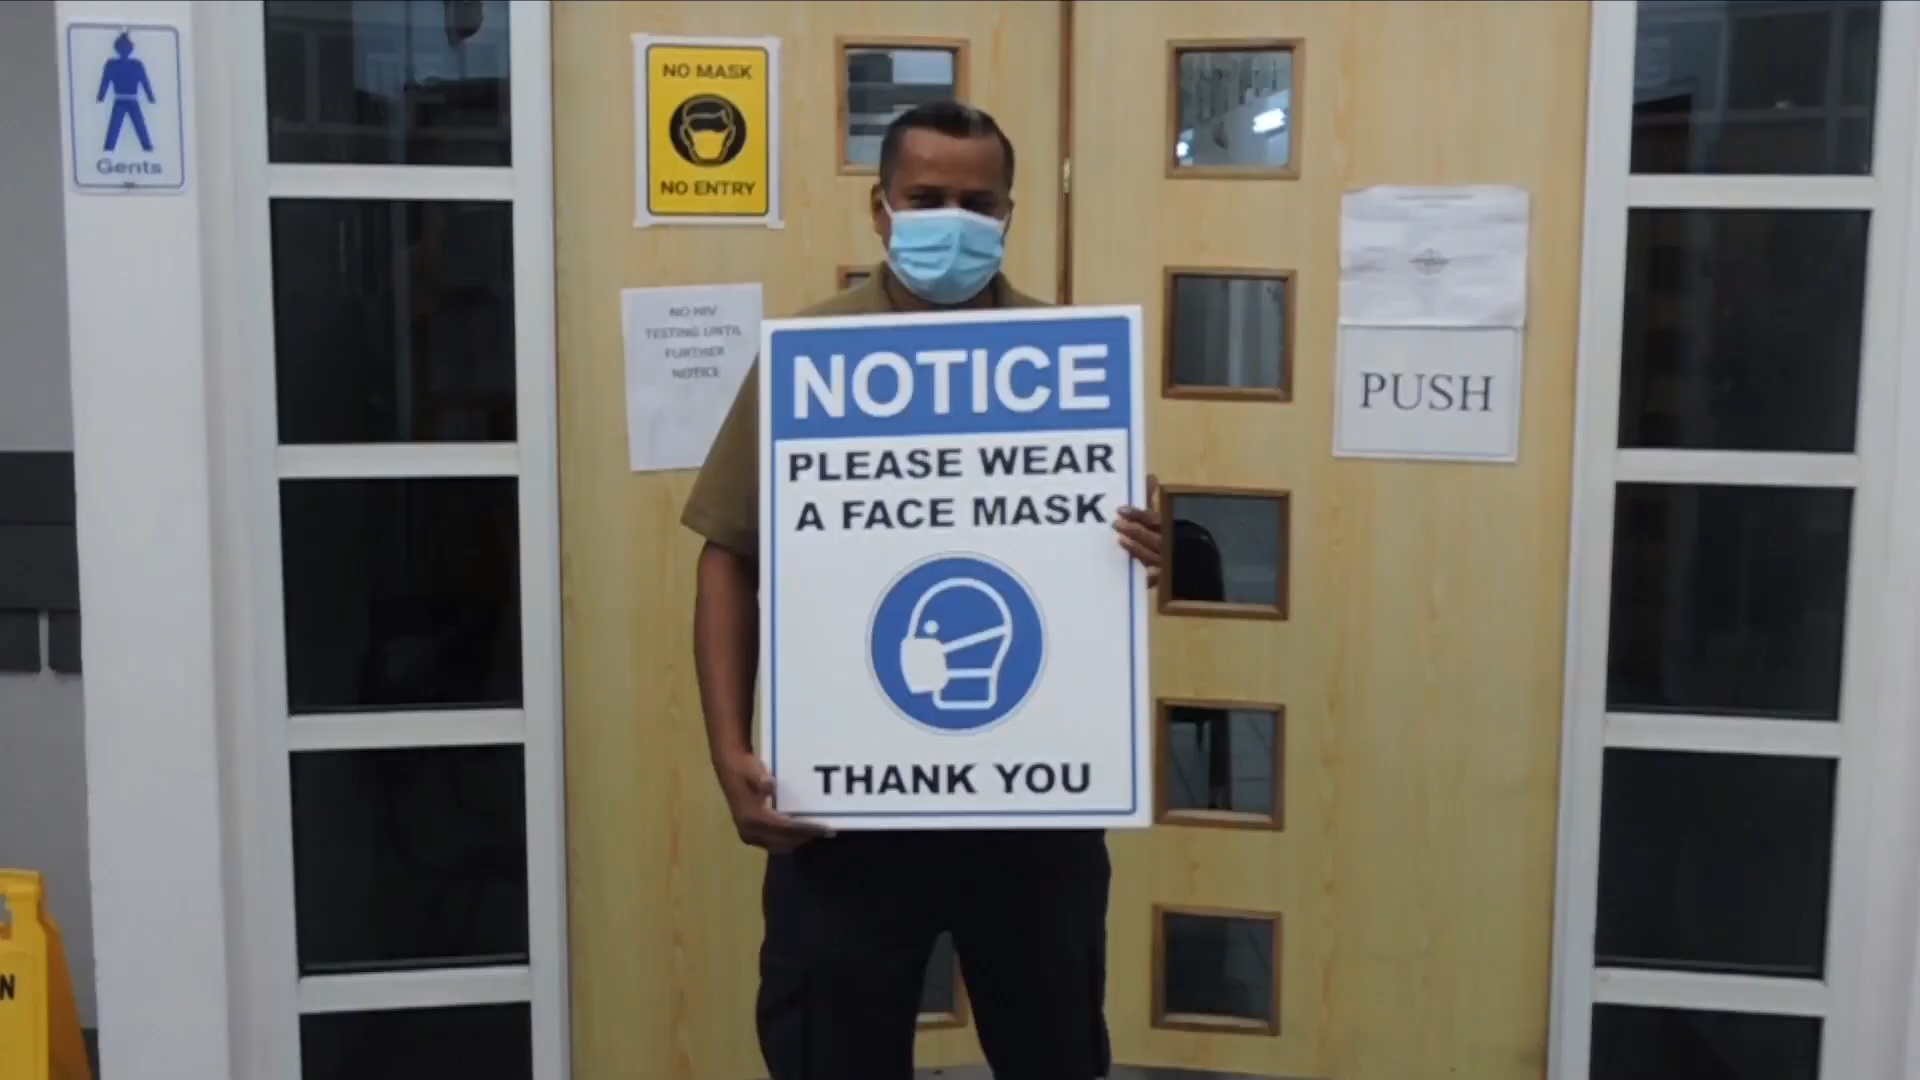 Gents
NO MASK
NO ENTRY
NO HIV
TESTING UNTIL
FURTHER
NOTICE
NOTICE
PLEASE WEAR
A FACE MASK
THANK YOU
PUSH
N